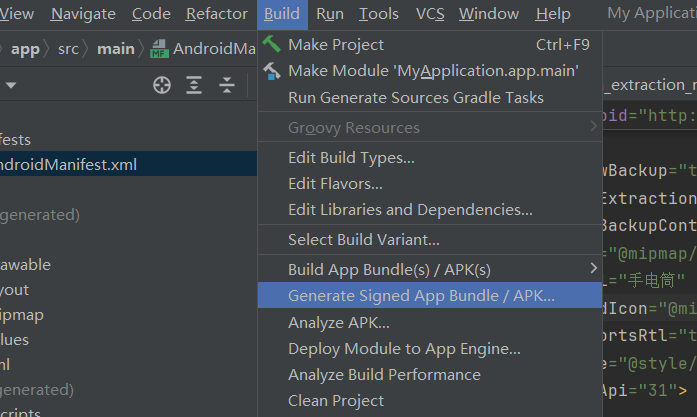 View Navigate Code Refactor Build Run Tools VCS Window Help My Application
app src main AndroidMa
Make Project Ctrl+F9
Make Module 'MyApplication.app.main'
Run Generate Sources Gradle Tasks
Groovy Resources
Edit Build Types...
Edit Flavors...
Edit Libraries and Dependencies...
Select Build Variant...
Build App Bundle(s) / APK(s)
Generate Signed App Bundle / APK...
Analyze APK...
Deploy Module to App Engine...
Analyze Build Performance
Clean Project
ifests
ndroidManifest.xml
generated)
awable
yout
ipmap
lues
ml
generated)
Scripts
_extraction_r
oid="http:
wBackup="t
Extraction
BackupCont
="@mipmap/
="手电筒"
dIcon="@mi
ortsRtl="t
e="@style/
Api="31">